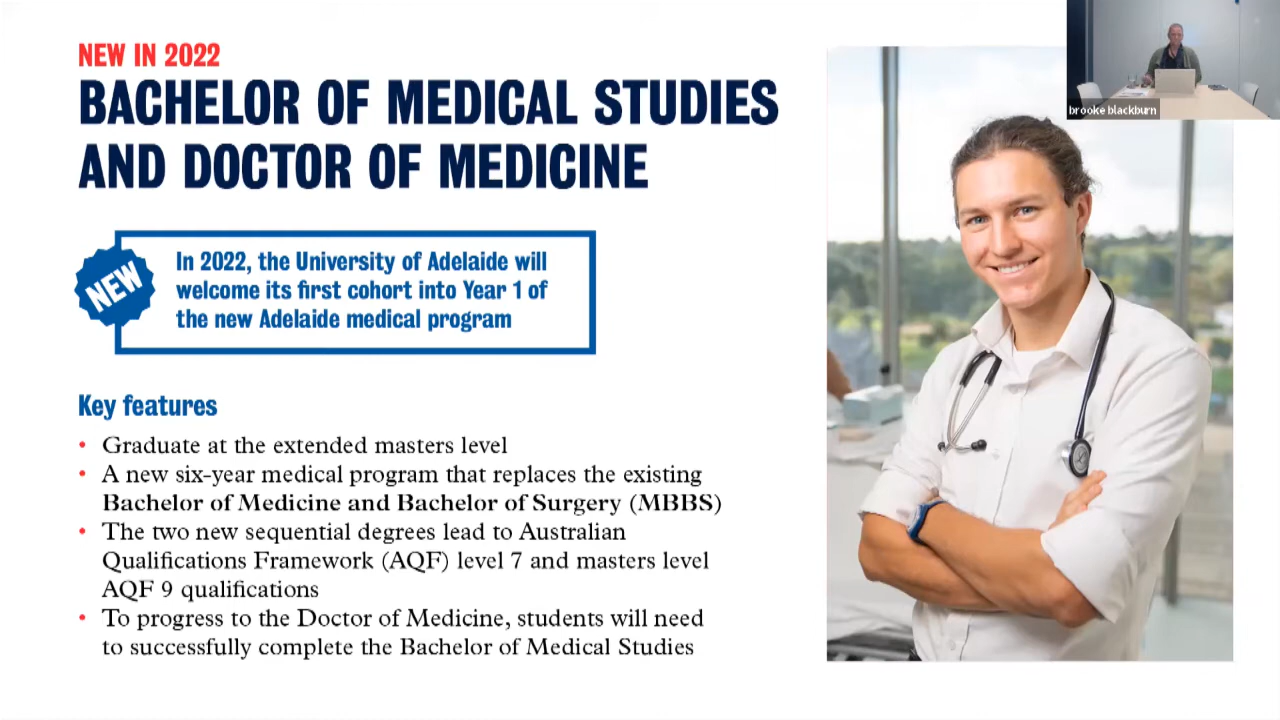 NEW IN 2022
BACHELOR OF MEDICAL STUDIES
AND DOCTOR OF MEDICINE
NEW
In 2022, the University of Adelaide will
welcome its first cohort into Year 1 of
the new Adelaide medical program
Key features
• Graduate at the extended masters level
• A new six-year medical program that replaces the existing
Bachelor of Medicine and Bachelor of Surgery (MBBS)
• The two new sequential degrees lead to Australian
Qualifications Framework (AQF) level 7 and masters level
AQF 9 qualifications
• To progress to the Doctor of Medicine, students will need
to successfully complete the Bachelor of Medical Studies
brooke blackburn